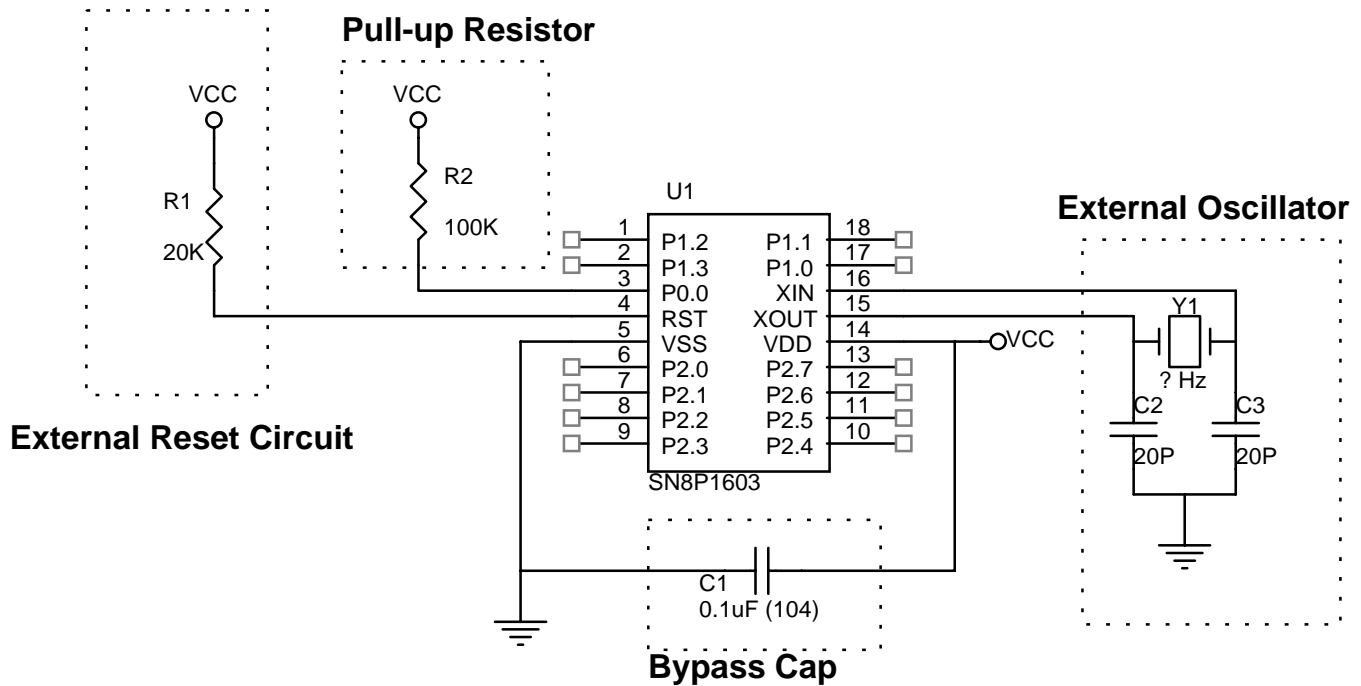 Pull-up Resistor
VCC
VCC
R1
20K
R2
100K
U1
External Oscillator
1
P1.2
P1.1
18
2
P1.3
P1.0
17
3
P0.0
XIN
16
4
RST
XOUT
15
5
VSS
VDD
14
VCC
6
P2.0
P2.7
13
7
P2.1
P2.6
12
8
P2.2
P2.5
11
9
P2.3
P2.4
10
SN8P1603
Y1
? Hz
C2
20P
C3
20P
External Reset Circuit
C1
0.1uF (104)
Bypass Cap